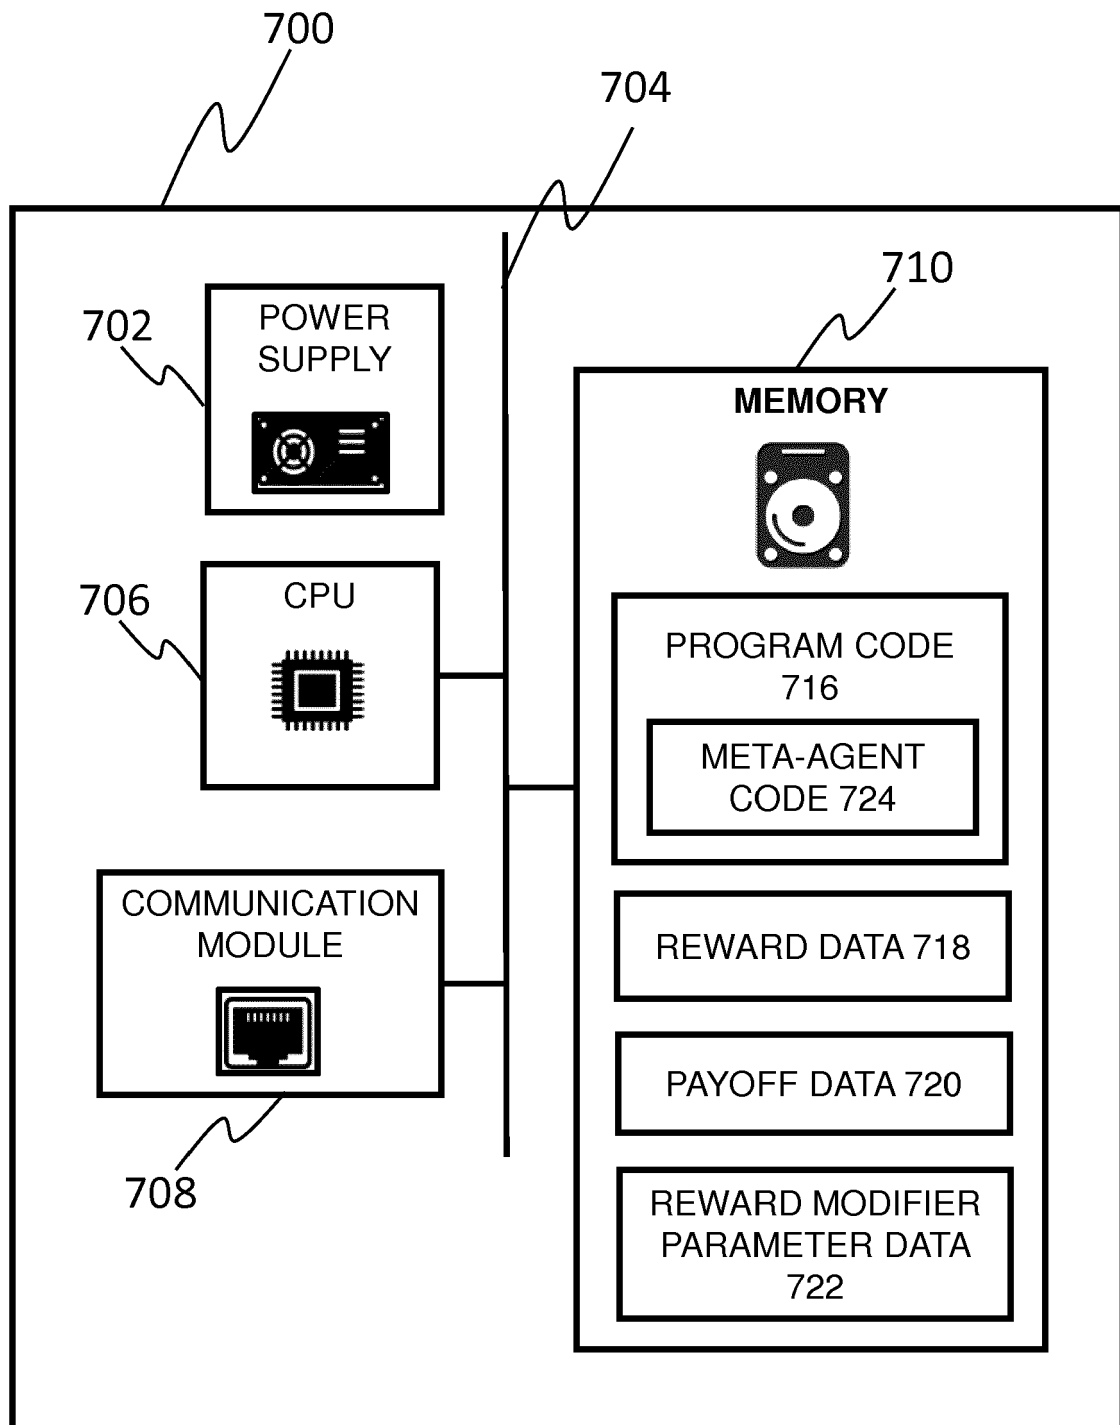 700
704
710
702
POWER
SUPPLY
MEMORY
706
CPU
PROGRAM CODE
716
META-AGENT
CODE 724
COMMUNICATION
MODULE
REWARD DATA 718
PAYOFF DATA 720
708
REWARD MODIFIER
PARAMETER DATA
722